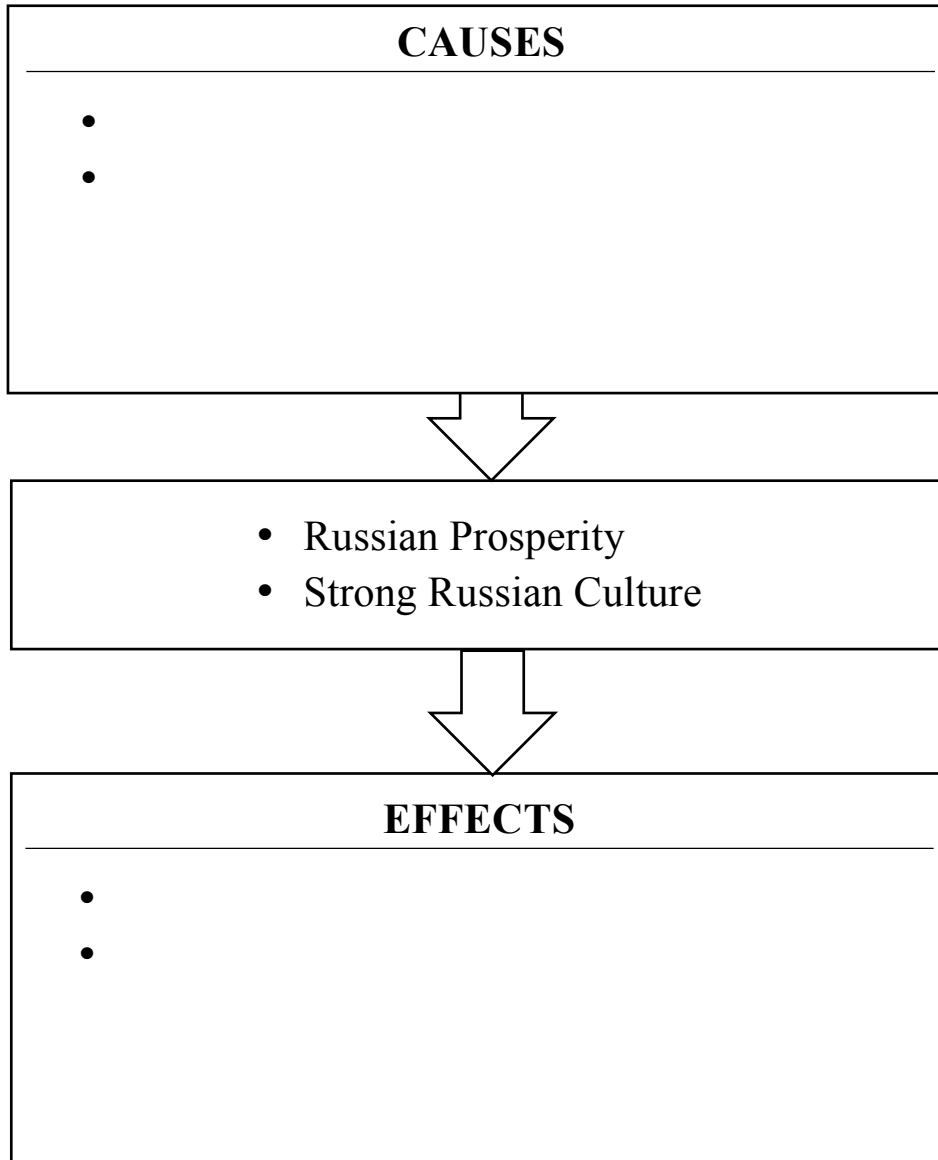 CAUSES
•
•
• Russian Prosperity
• Strong Russian Culture
EFFECTS
•
•